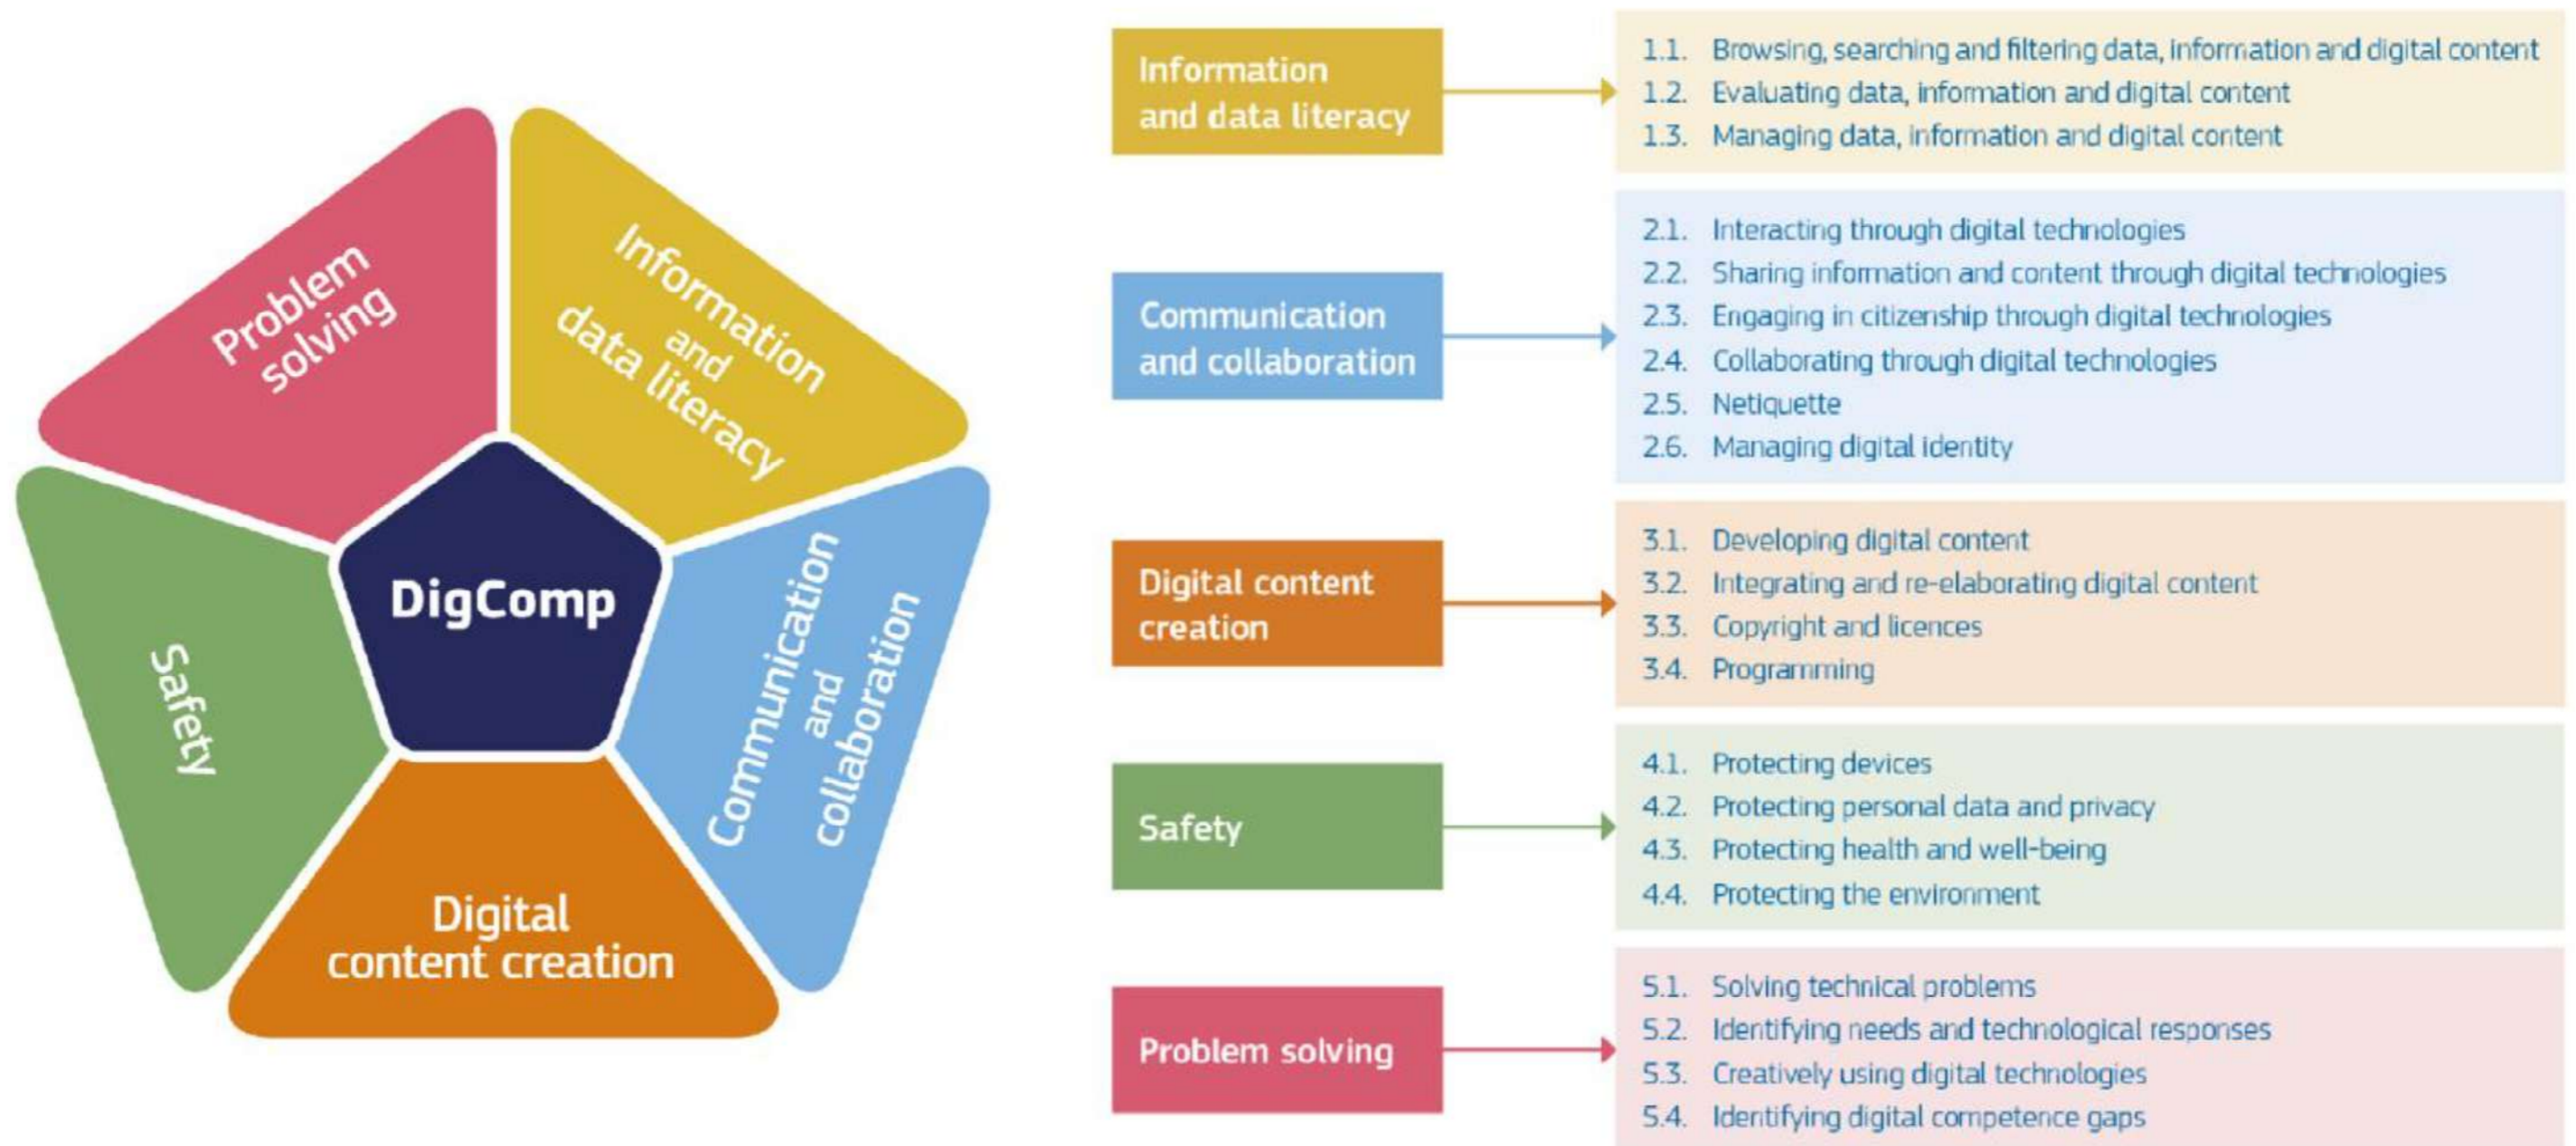 Problem
solving
Information
and
data literacy
DigComp
Safety
Communication
and
collaboration
Digital
content creation
Information
and data literacy
1.1. Browsing, searching and filtering data, information and digital content
1.2. Evaluating data, information and digital content
1.3. Managing data, information and digital content
Communication
and collaboration
2.1. Interacting through digital technologies
2.2. Sharing information and content through digital technologies
2.3. Engaging in citizenship through digital technologies
2.4. Collaborating through digital technologies
2.5. Netiquette
2.6. Managing digital identity
Digital content
creation
3.1. Developing digital content
3.2. Integrating and re-elaborating digital content
3.3. Copyright and licences
3.4. Programming
Safety
4.1. Protecting devices
4.2. Protecting personal data and privacy
4.3. Protecting health and well-being
4.4. Protecting the environment
Problem solving
5.1. Solving technical problems
5.2. Identifying needs and technological responses
5.3. Creatively using digital technologies
5.4. Identifying digital competence gaps